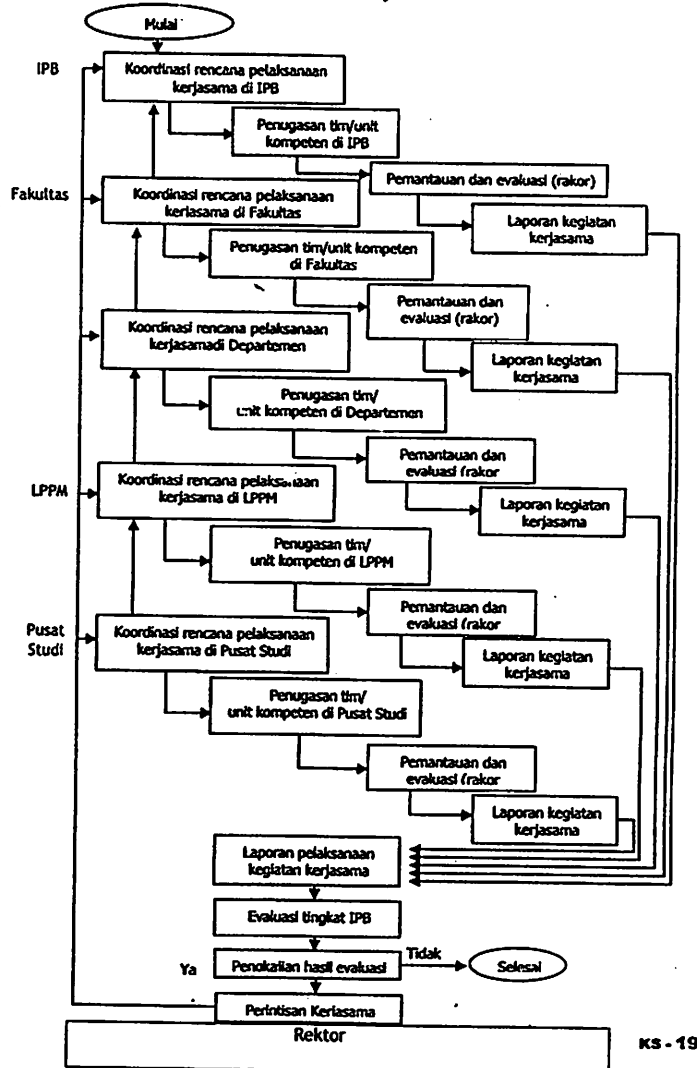 Mulai
IPB
Koordinasi rencana pelaksanaan
kerjasama di IPB
Penugasan tim/unit
kompeten di IPB
Pemantauan dan evaluasi (rakor)
Fakultas
Koordinasi rencana pelaksanaan
kerjasama di Fakultas
Laporan kegiatan
kerjasama
Penugasan tim/unit kompeten
di Fakultas
Pemantauan dan
evaluasi (rakor)
Koordinasi rencana pelaksanaan
kerjasamadi Departemen
Laporan kegiatan
kerjasama
Penugasan tim/
unit kompeten di Departemen
Pemantauan dan
evaluasi (rakor
LPPM
Koordinasi rencana pelaksanaan
kerjasama di LPPM
Laporan kegiatan
kerjasama
Penugasan tim/
unit kompeten di LPPM
Pemantauan dan
evaluasi (rakor
Pusat
Studi
Koordinasi rencana pelaksanaan
kerjasama di Pusat Studi
Laporan kegiatan
kerjasama
Penugasan tim/
unit kompeten di Pusat Studi
Pemantauan dan
evaluasi (rakor
Laporan kegiatan
kerjasama
Laporan pelaksanaan
kegiatan kerjasama
Evaluasi tingkat IPB
Ya
Pengkajian hasil evaluasi
Tidak
Selesai
Perintisan Kerjasama
Rektor
KS - 19